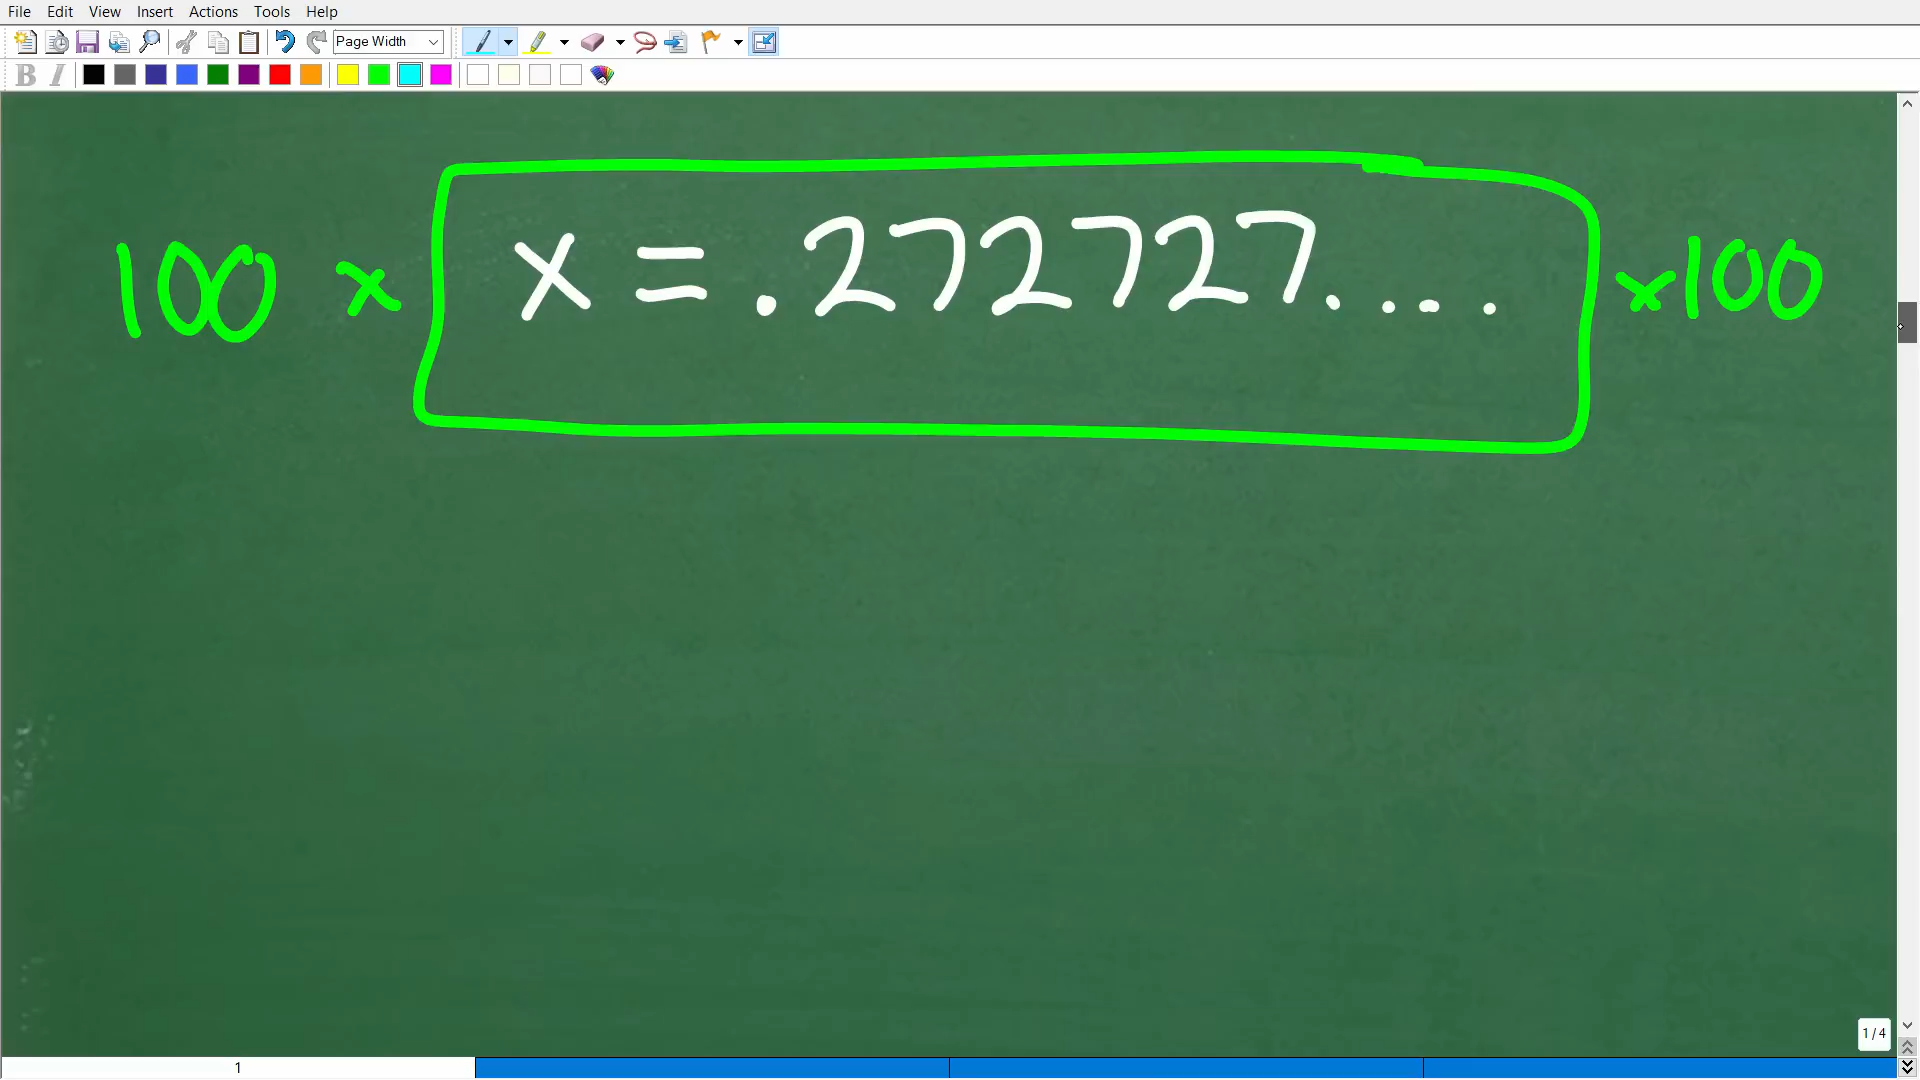 File Edit View Insert Actions Tools Help
Page Width
B I
100 x x = .272727.... x100
1 / 4
1